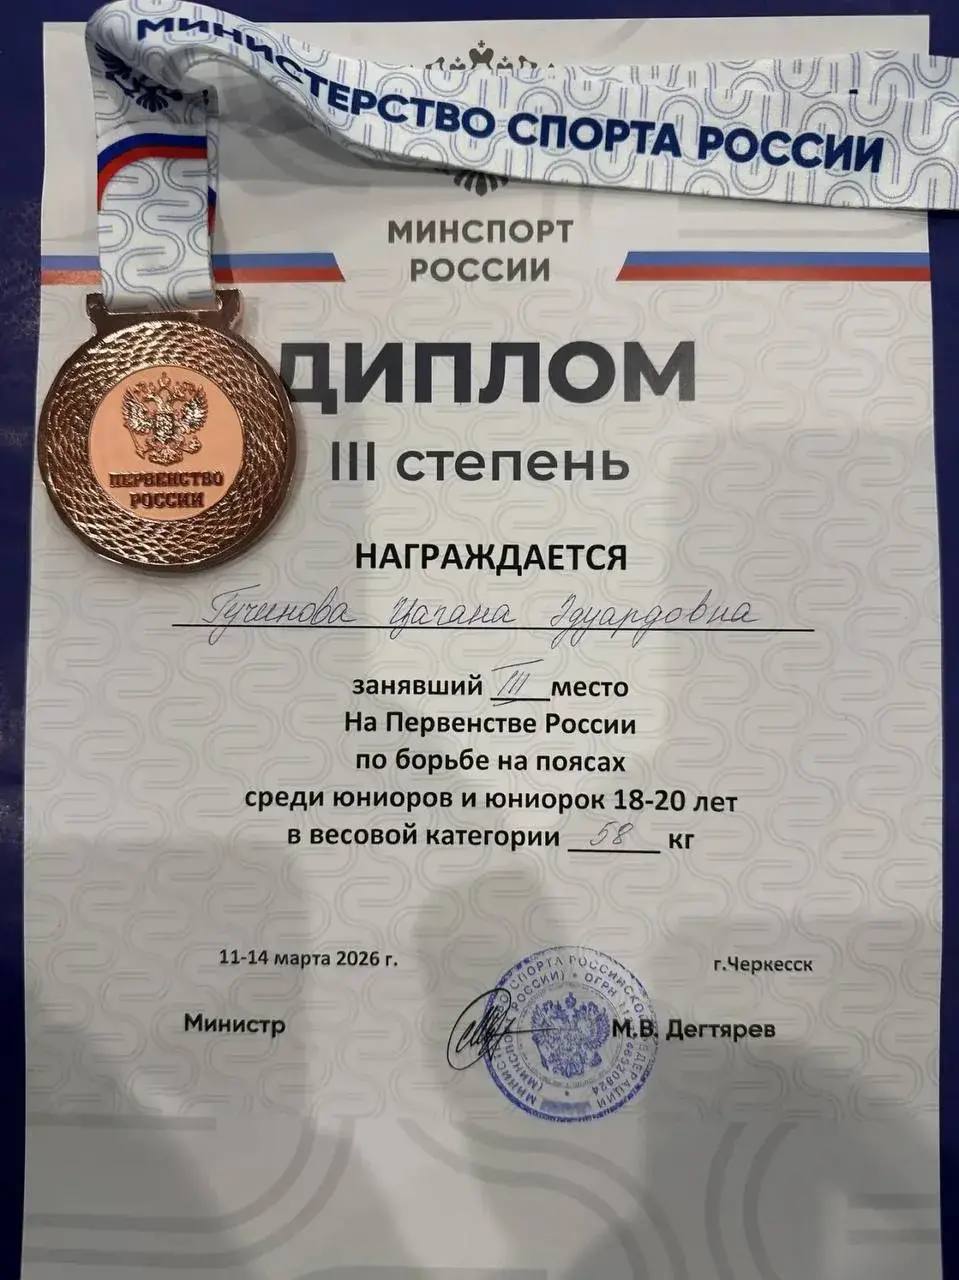 МИНИСТЕРСТВО СПОРТА РОССИИ
МИНСПОРТ
РОССИИ
ДИПЛОМ
III степень
ПЕРВЕНСТВО
РОССИИ
НАГРАЖДАЕТСЯ
Гучинова Цагана Эдуардовна
занявший III место
На Первенстве России
по борьбе на поясах
среди юниоров и юниорок 18-20 лет
в весовой категории 58 кг
11-14 марта 2026 г.
г.Черкесск
Министр
М.В. Дегтярев